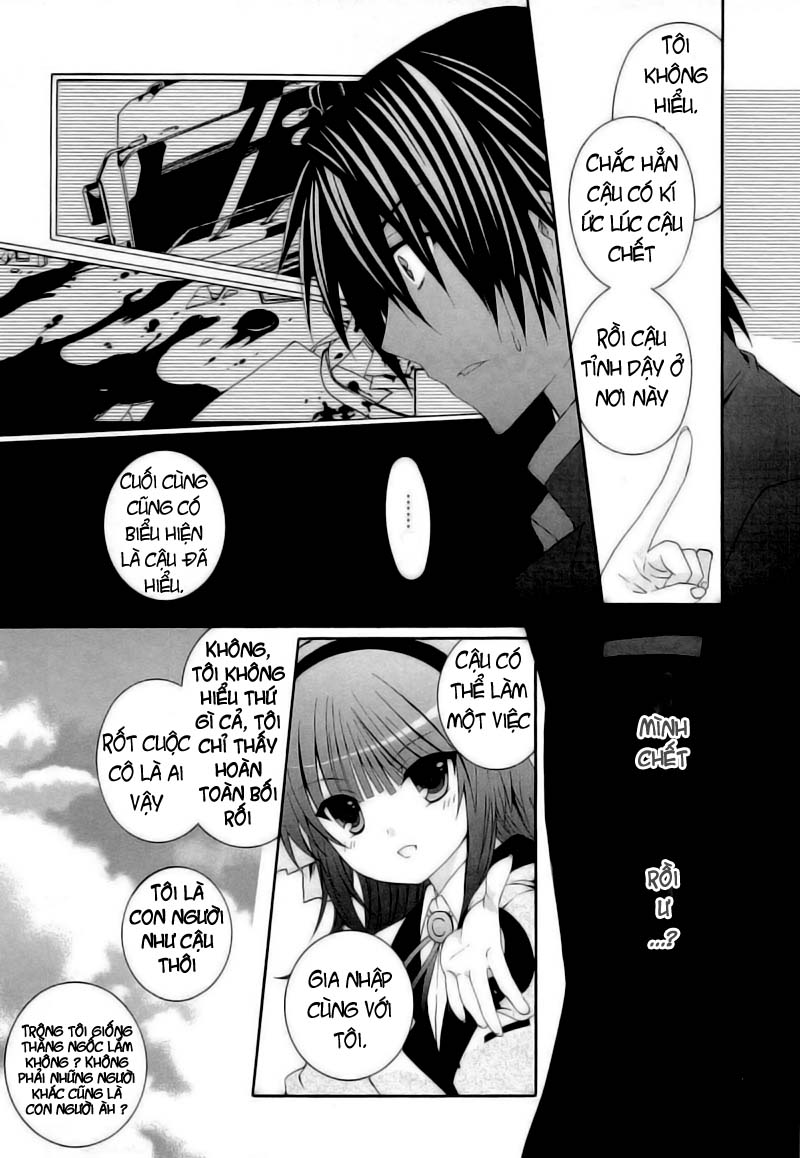 TÔI
KHÔNG
HIỂU.
CHẮC HẲN
CẬU CÓ KÍ
ỨC LÚC CẬU
CHẾT
RỒI CẬU
TỈNH DẬY Ở
NƠI NÀY
......
CUỐI CÙNG
CŨNG CÓ
BIỂU HIỆN
LÀ CẬU ĐÃ
HIỂU.
MÌNH
CHẾT
RỒI
Ư
...?
CẬU CÓ
THỂ LÀM
MỘT VIỆC
GIA NHẬP
CÙNG VỚI
TÔI.
KHÔNG,
TÔI KHÔNG
HIỂU THỨ
GÌ CẢ, TÔI
CHỈ THẤY
HOÀN
TOÀN BỐI
RỐI
RỐT CUỘC
CÔ LÀ AI
VẬY
TÔI LÀ
CON NGƯỜI
NHƯ CẬU
THÔI
TRÔNG TÔI GIỐNG
THẰNG NGỐC LẮM
KHÔNG ? KHÔNG
PHẢI NHỮNG NGƯỜI
KHÁC CŨNG LÀ
CON NGƯỜI ÀH ?